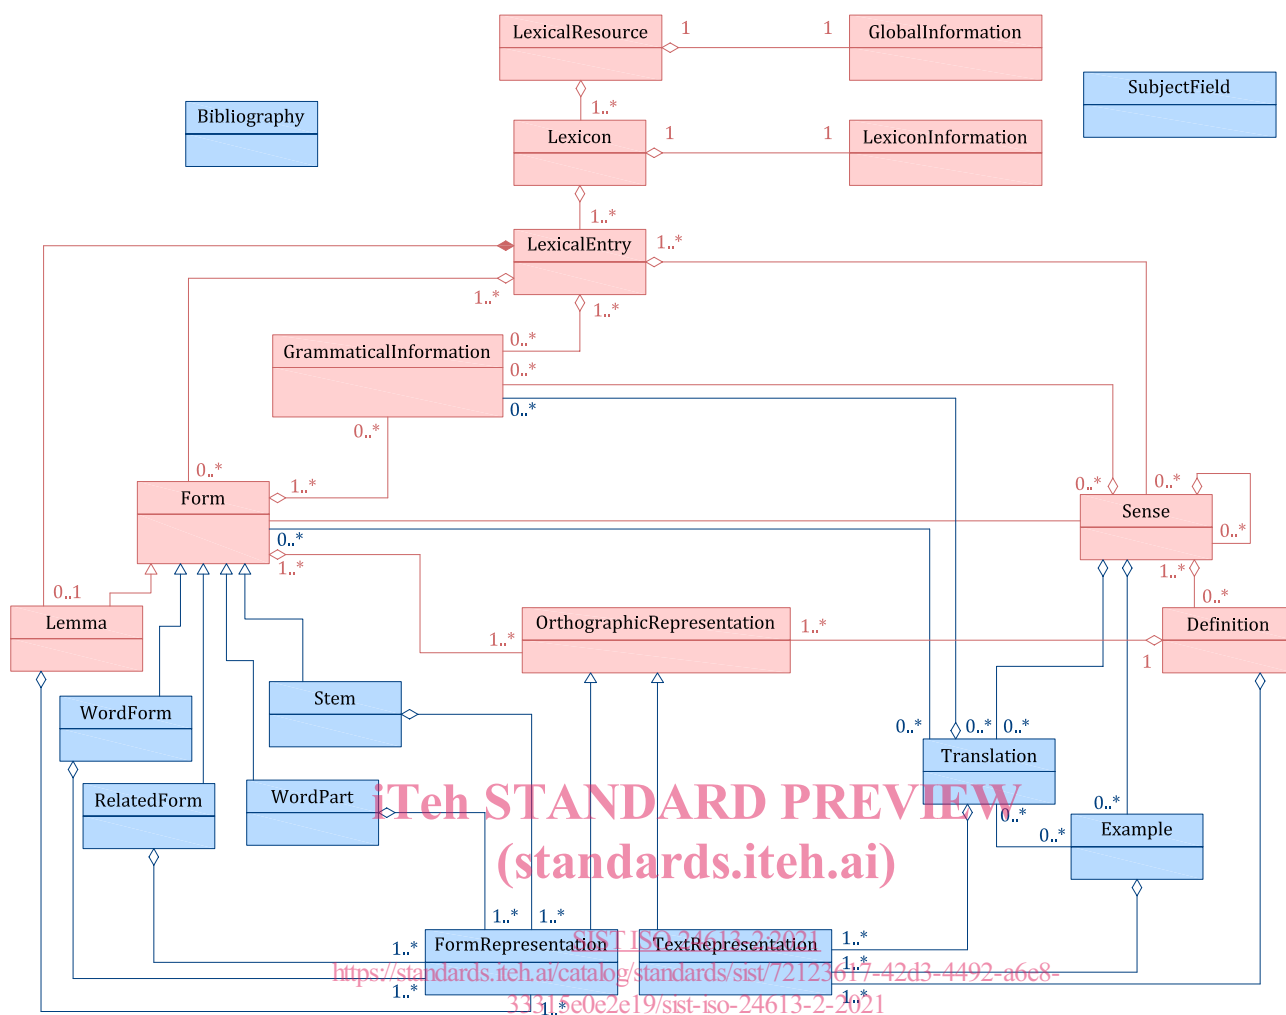 LexicalResource 1 1 GlobalInformation
SubjectField
1..*
Bibliography
Lexicon 1 1 LexiconInformation
1..*
LexicalEntry 1..*
1..* 1..*
0..*
GrammaticalInformation
0..*
0..*
0..*
0..* 1..*
Form
0..* 0..*
Sense
0..*
0..*
1..*
1..*
0..*
0..1
Lemma
OrthographicRepresentation
Definition
1..* 1..*
1
Stem
WordForm
0..* 0..* 0..*
Translation
RelatedForm
WordPart
iTeh STANDARD PREVIEW
0..* 0..*
0..*
Example
(standards.iteh.ai)
1..* 1..*
1..*
FormRepresentation
TextRepresentation
1..*
SIST ISO 24613-2:2021
1..*
https://standards.iteh.ai/catalog/standards/sist/72123617-42d3-4492-a6e8-
1..*
1..*
33315e0e2e19/sist-iso-24613-2-2021
1..*